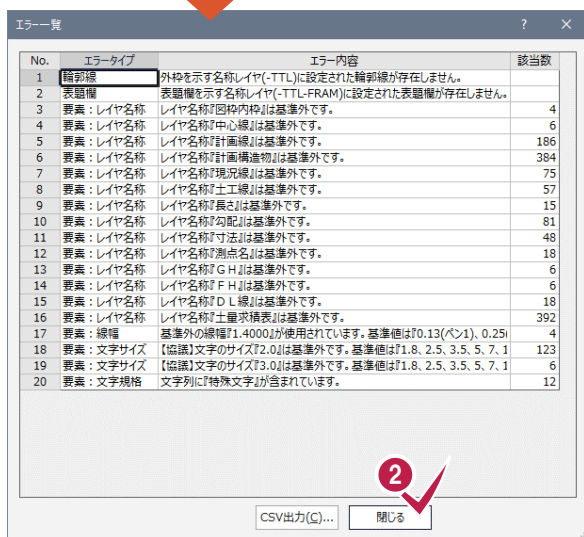 エラー一覧 ? ×
No. エラータイプ エラー内容 該当数
1 輪郭線 外枠を示す名称レイヤ(-TTL)に設定された輪郭線が存在しません。
2 表題欄 表題欄を示す名称レイヤ(-TTL-FRAM)に設定された表題欄が存在しません。
3 要素：レイヤ名称 レイヤ名称『図枠内枠』は基準外です。 4
4 要素：レイヤ名称 レイヤ名称『中心線』は基準外です。 6
5 要素：レイヤ名称 レイヤ名称『計画線』は基準外です。 186
6 要素：レイヤ名称 レイヤ名称『計画構造物』は基準外です。 384
7 要素：レイヤ名称 レイヤ名称『現況線』は基準外です。 75
8 要素：レイヤ名称 レイヤ名称『土工線』は基準外です。 57
9 要素：レイヤ名称 レイヤ名称『長さ』は基準外です。 15
10 要素：レイヤ名称 レイヤ名称『勾配』は基準外です。 81
11 要素：レイヤ名称 レイヤ名称『寸法』は基準外です。 48
12 要素：レイヤ名称 レイヤ名称『測点名』は基準外です。 18
13 要素：レイヤ名称 レイヤ名称『ＧＨ』は基準外です。 6
14 要素：レイヤ名称 レイヤ名称『ＦＨ』は基準外です。 6
15 要素：レイヤ名称 レイヤ名称『ＤＬ線』は基準外です。 18
16 要素：レイヤ名称 レイヤ名称『土量求積表』は基準外です。 392
17 要素：線幅 基準外の線幅『1.4000』が使用されています。基準値は『0.13(ペン1)、0.25( 4
18 要素：文字サイズ 【協議】文字のサイズ『2.0』は基準外です。基準値は『1.8、2.5、3.5、5、7、1 123
19 要素：文字サイズ 【協議】文字のサイズ『3.0』は基準外です。基準値は『1.8、2.5、3.5、5、7、1 6
20 要素：文字規格 文字列に『特殊文字』が含まれています。 12
2
CSV出力(C)... 閉じる